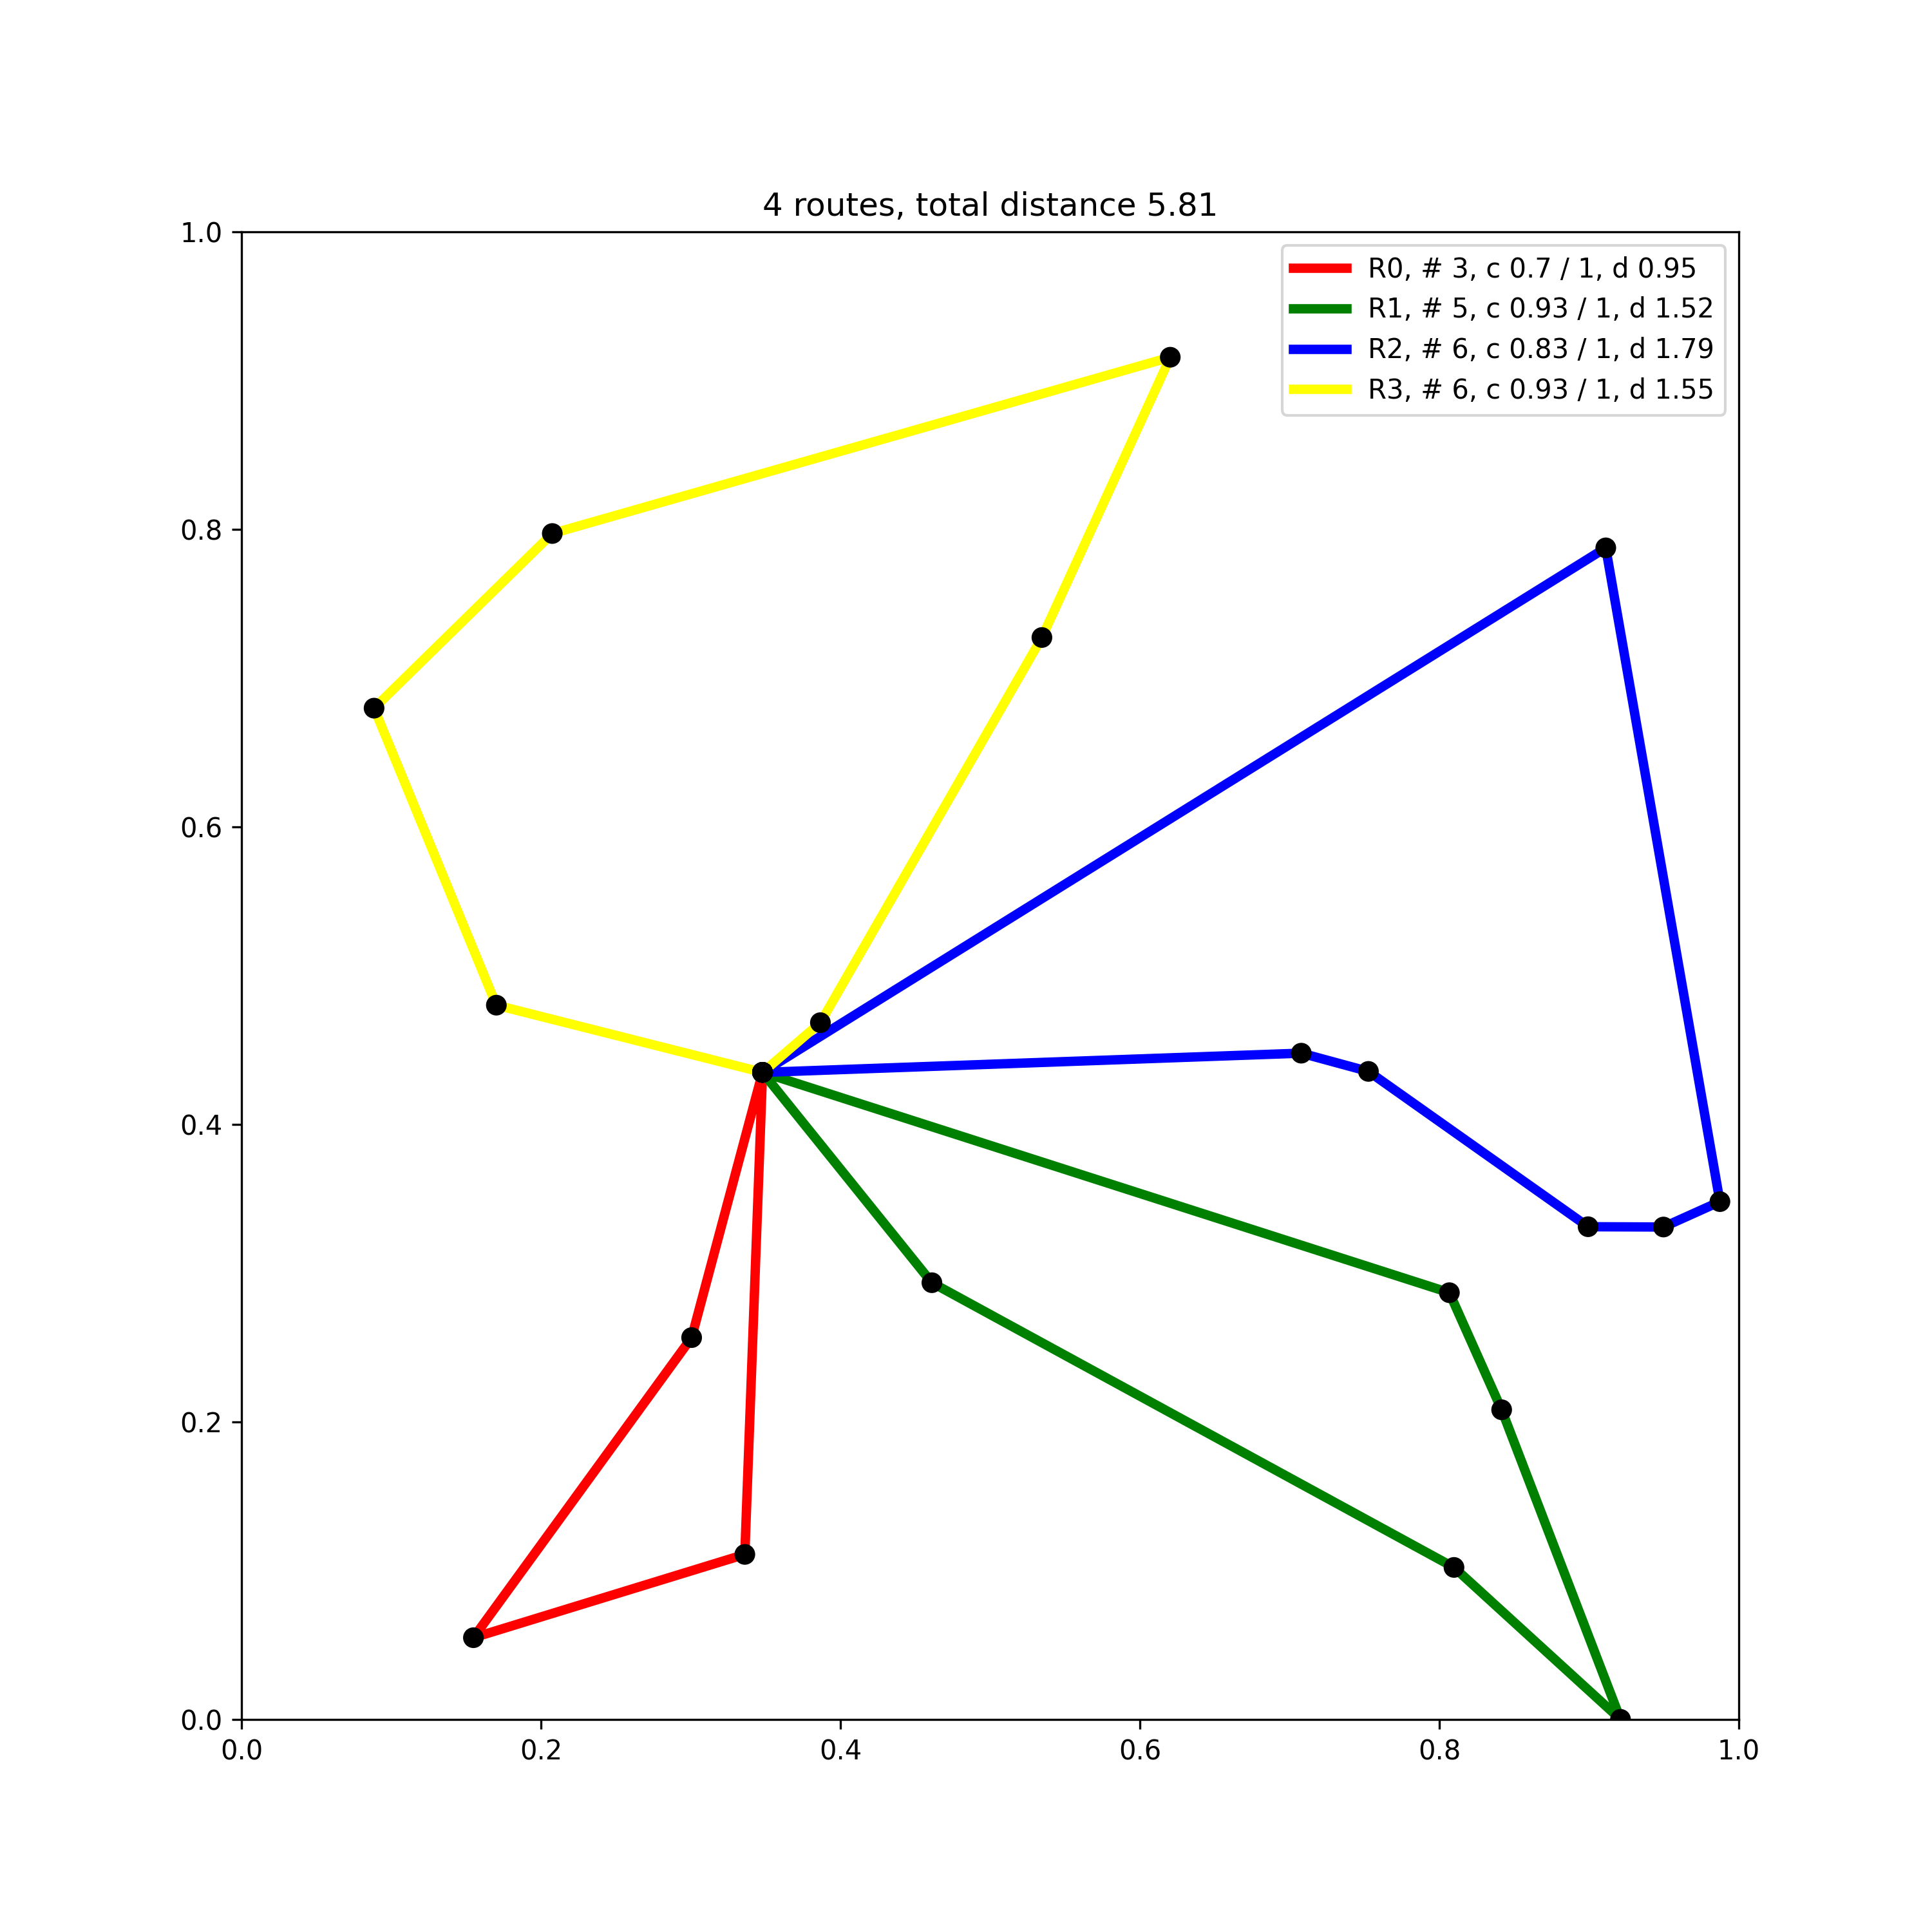 4 routes, total distance 5.81
R0, # 3, c 0.7 / 1, d 0.95
R1, # 5, c 0.93 / 1, d 1.52
R2, # 6, c 0.83 / 1, d 1.79
R3, # 6, c 0.93 / 1, d 1.55
1.0
0.8
0.6
0.4
0.2
0.0
0.0 0.2 0.4 0.6 0.8 1.0